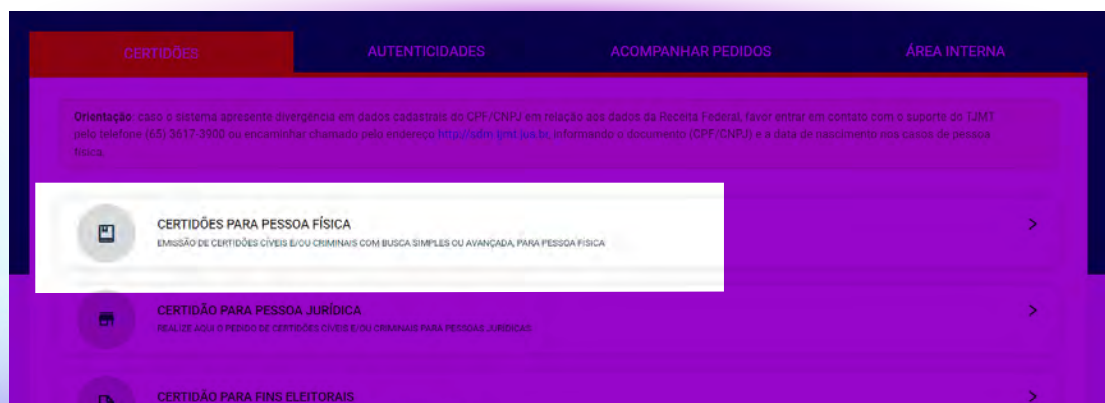 CERTIDÕES AUTENTICIDADES ACOMPANHAR PEDIDOS ÁREA INTERNA
Orientação: caso o sistema apresente divergência em dados cadastrais do CPF/CNPJ em relação aos dados da Receita Federal, favor entrar em contato com o suporte do TJMT
pelo telefone (65) 3617-3900 ou encaminhar chamado pelo endereço http://sdm.tjmt.jus.br, informando o documento (CPF/CNPJ) e a data de nascimento nos casos de pessoa
física.
CERTIDÕES PARA PESSOA FÍSICA
EMISSÃO DE CERTIDÕES CÍVEIS E/OU CRIMINAIS COM BUSCA SIMPLES OU AVANÇADA, PARA PESSOA FISICA
CERTIDÃO PARA PESSOA JURÍDICA
REALIZE AQUI O PEDIDO DE CERTIDÕES CÍVEIS E/OU CRIMINAIS PARA PESSOAS JURIDICAS
CERTIDÃO PARA FINS ELEITORAIS